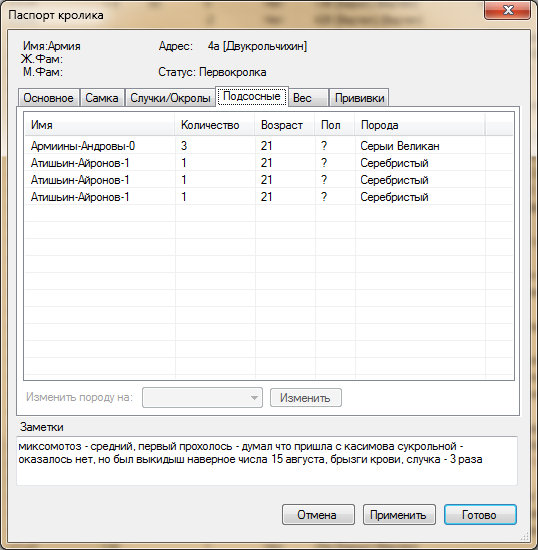 Паспорт кролика
Имя:Армия Адрес: 4а [Двукрольчихин]
Ж.Фам:
М.Фам: Статус: Первокролка
Основное Самка Случки/Окролы Подсосные Вес Прививки
Имя Количество Возраст Пол Порода
Армиины-Андровы-0 3 21 ? Серый Великан
Атишьин-Айронов-1 1 21 ? Серебристый
Атишьин-Айронов-1 1 21 ? Серебристый
Атишьин-Айронов-1 1 21 ? Серебристый
Изменить породу на: Изменить
Заметки
миксомотоз - средний, первый прохолось - думал что пришла с касимова сукрольной -
оказалось нет, но был выкидыш наверное числа 15 августа, брызги крови, случка - 3 раза
Отмена Применить Готово